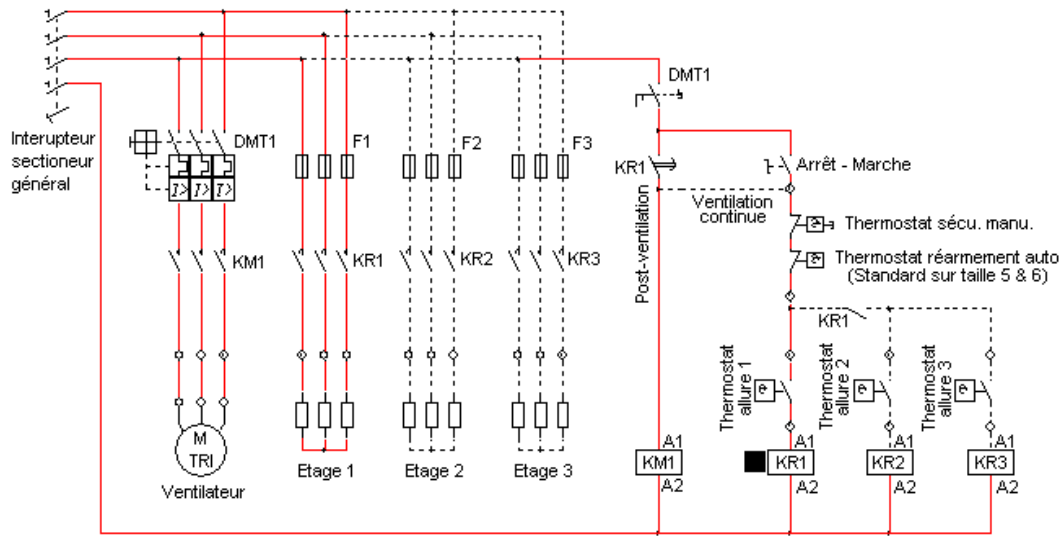 DMT1
Interupteur
sectioneur
général
DMT1
F1
F2
F3
KR1
Arrêt - Marche
I>
I>
I>
Ventilation
continue
Post-ventilation
Thermostat sécu. manu.
KM1
KR1
KR2
KR3
Thermostat réarmement auto
(Standard sur taille 5 & 6)
KR1
Thermostat
allure 1
Thermostat
allure 2
Thermostat
allure 3
M
TRI
Ventilateur
Etage 1
Etage 2
Etage 3
A1
A1
A1
A1
KM1
KR1
KR2
KR3
A2
A2
A2
A2